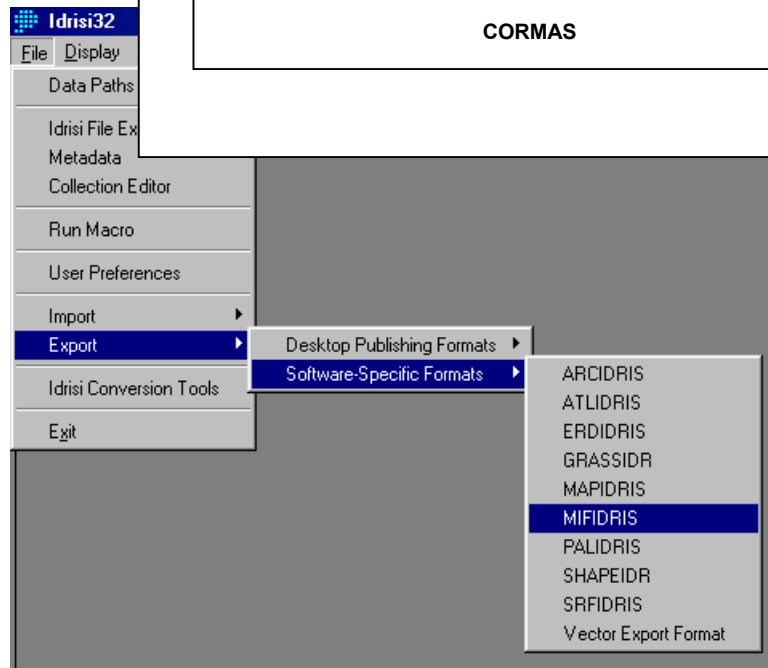 Idrisi32
CORMAS
File Display
Data Paths
Idrisi File Ex
Metadata
Collection Editor
Run Macro
User Preferences
Import
Export
Idrisi Conversion Tools
Exit
Desktop Publishing Formats
Software-Specific Formats
ARCIDRIS
ATLIDRIS
ERDIDRIS
GRASSIDR
MAPIDRIS
MIFIDRIS
PALIDRIS
SHAPEIDR
SRFIDRIS
Vector Export Format